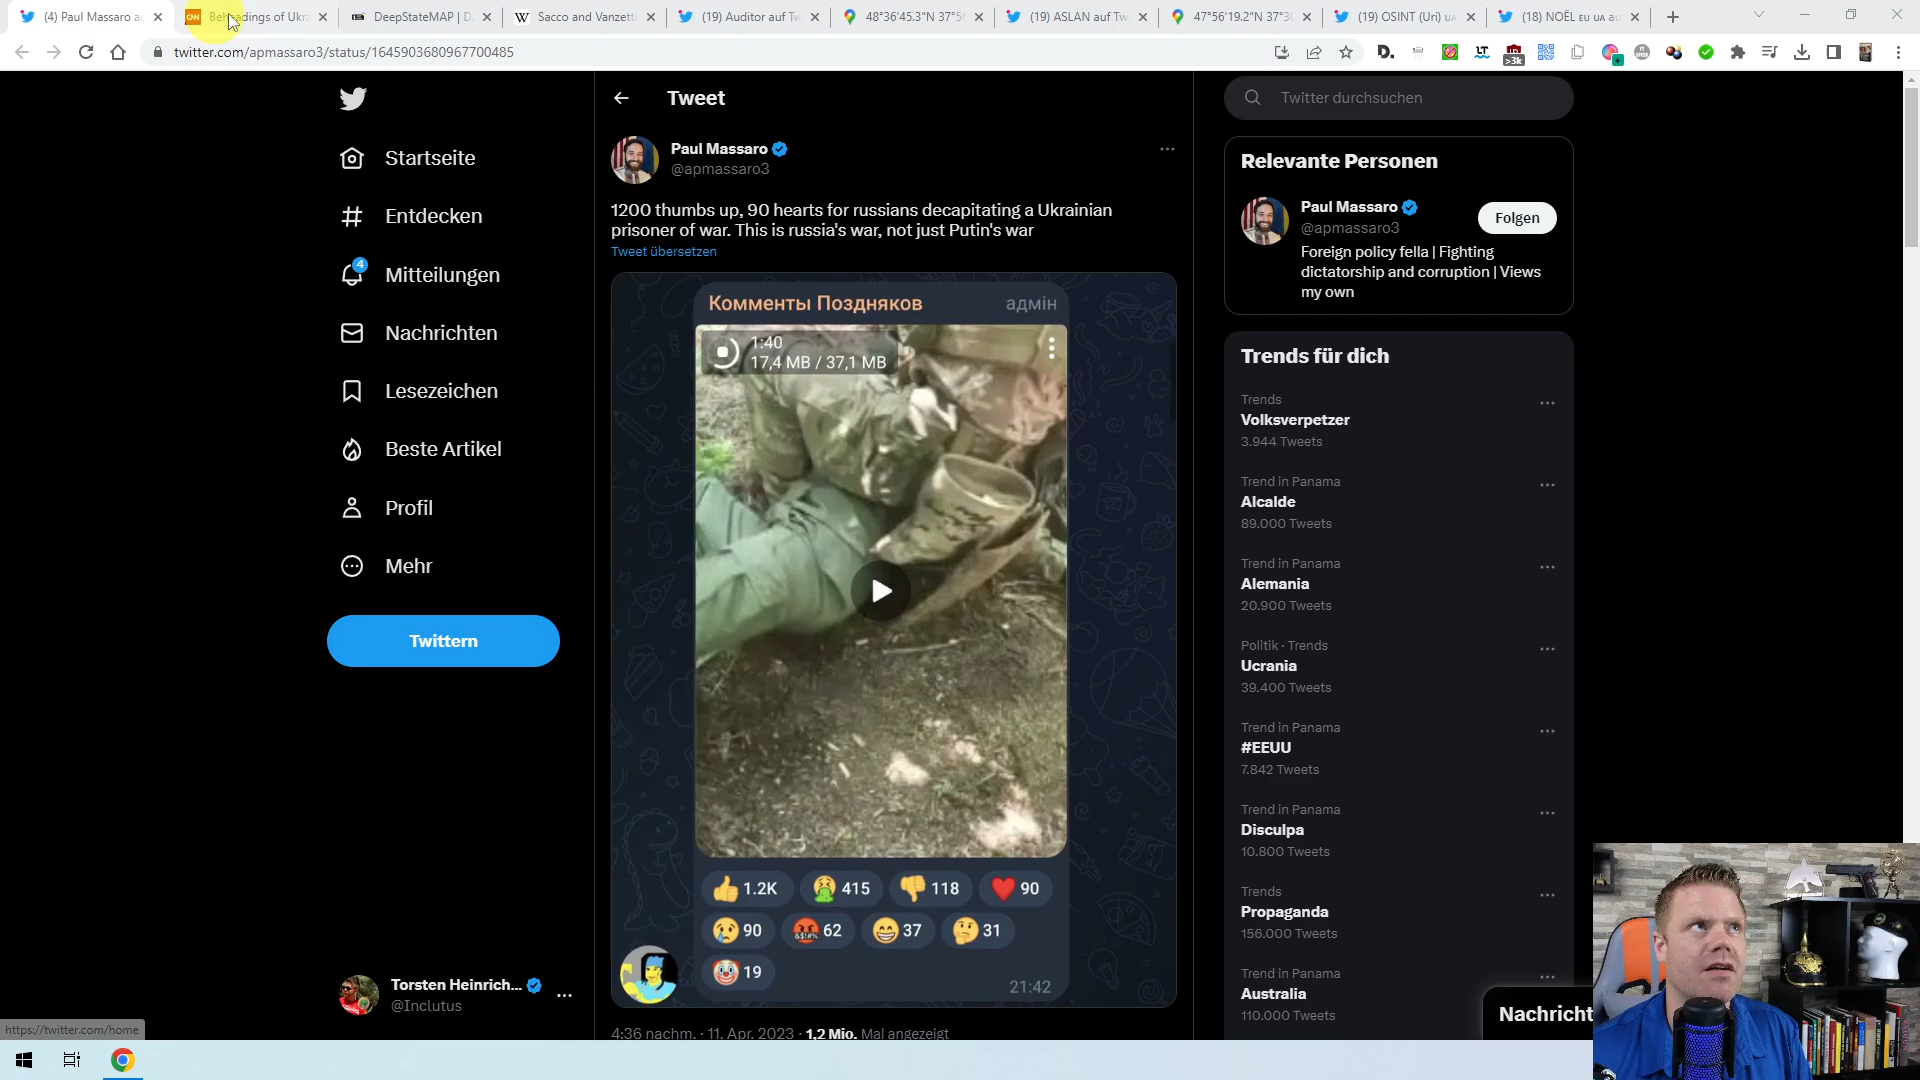 (4) Paul Massaro au
Beheadings of Ukra
DeepStateMAP | D
Sacco and Vanzetti
(19) Auditor auf Tw
48°36'45.3"N 37°5
(19) ASLAN auf Tw
47°56'19.2"N 37°3
(19) OSINT (Uri) UA
(18) NOËL EU UA au
twitter.com/apmassaro3/status/1645903680967700485
Startseite
Entdecken
4
Mitteilungen
Nachrichten
Lesezeichen
Beste Artikel
Profil
Mehr
Twittern
Torsten Heinrich...
@Inclutus
https://twitter.com/home
Tweet
Paul Massaro
@apmassaro3
1200 thumbs up, 90 hearts for russians decapitating a Ukrainian
prisoner of war. This is russia's war, not just Putin's war
Tweet übersetzen
Комменты Поздняков
адмін
1:40
17,4 MB / 37,1 MB
1.2K
415
118
90
90
62
37
31
19
21:42
4:36 nachm. · 11. Apr. 2023 · 1,2 Mio. Mal angezeigt
Twitter durchsuchen
Relevante Personen
Paul Massaro
@apmassaro3
Folgen
Foreign policy fella | Fighting
dictatorship and corruption | Views
my own
Trends für dich
Trends
Volksverpetzer
3.944 Tweets
Trend in Panama
Alcalde
89.000 Tweets
Trend in Panama
Alemania
20.900 Tweets
Politik · Trends
Ucrania
39.400 Tweets
Trend in Panama
#EEUU
7.842 Tweets
Trend in Panama
Disculpa
10.800 Tweets
Trends
Propaganda
156.000 Tweets
Trend in Panama
Australia
110.000 Tweets
Nachricht